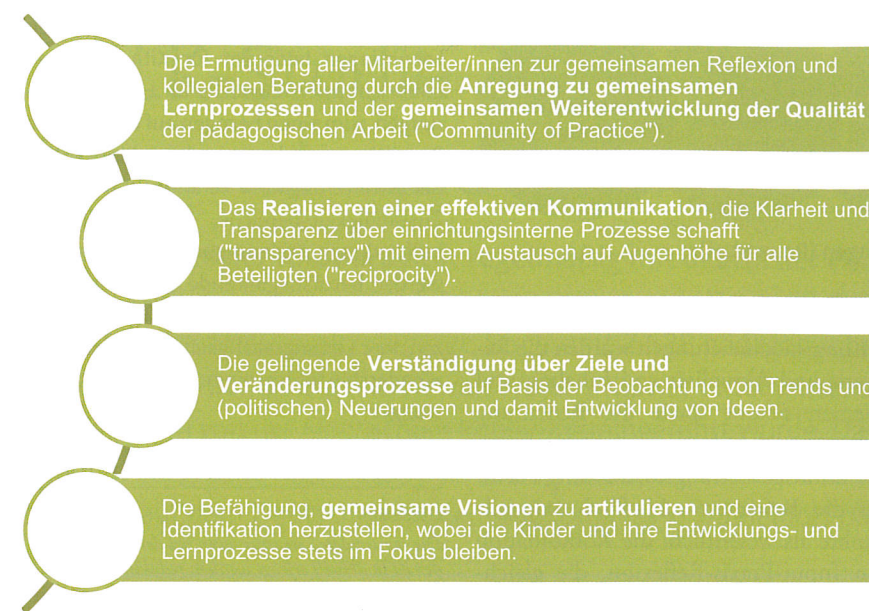 Die Ermutigung aller Mitarbeiter/innen zur gemeinsamen Reflexion und
kollegialen Beratung durch die Anregung zu gemeinsamen
Lernprozessen und der gemeinsamen Weiterentwicklung der Qualität
der pädagogischen Arbeit ("Community of Practice").
Das Realisieren einer effektiven Kommunikation, die Klarheit und
Transparenz über einrichtungsinterne Prozesse schafft
("transparency") mit einem Austausch auf Augenhöhe für alle
Beteiligten ("reciprocity").
Die gelingende Verständigung über Ziele und
Veränderungsprozesse auf Basis der Beobachtung von Trends und
(politischen) Neuerungen und damit Entwicklung von Ideen.
Die Befähigung, gemeinsame Visionen zu artikulieren und eine
Identifikation herzustellen, wobei die Kinder und ihre Entwicklungs- und
Lernprozesse stets im Fokus bleiben.